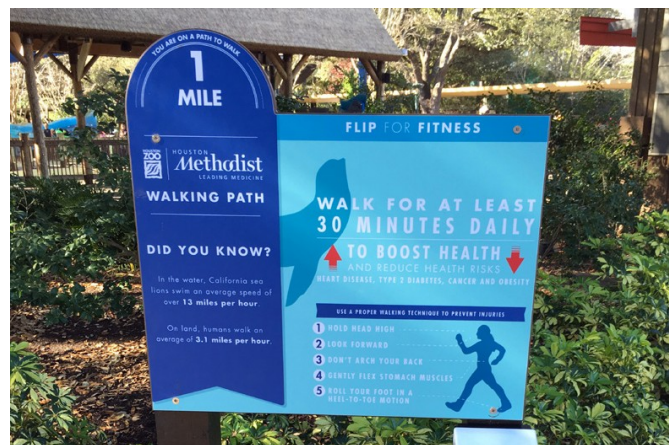 YOU ARE ON A PATH TO WALK
1
MILE
HOUSTON
ZOO
HOUSTON
Methodist
LEADING MEDICINE
WALKING PATH
DID YOU KNOW?
In the water, California sea
lions swim an average speed of
over 13 miles per hour.
On land, humans walk an
average of 3.1 miles per hour.
FLIP FOR FITNESS
WALK FOR AT LEAST
30 MINUTES DAILY
TO BOOST HEALTH
AND REDUCE HEALTH RISKS
HEART DISEASE, TYPE 2 DIABETES, CANCER AND OBESITY
USE A PROPER WALKING TECHNIQUE TO PREVENT INJURIES
1 HOLD HEAD HIGH
2 LOOK FORWARD
3 DON'T ARCH YOUR BACK
4 GENTLY FLEX STOMACH MUSCLES
5 ROLL YOUR FOOT IN A
HEEL-TO-TOE MOTION